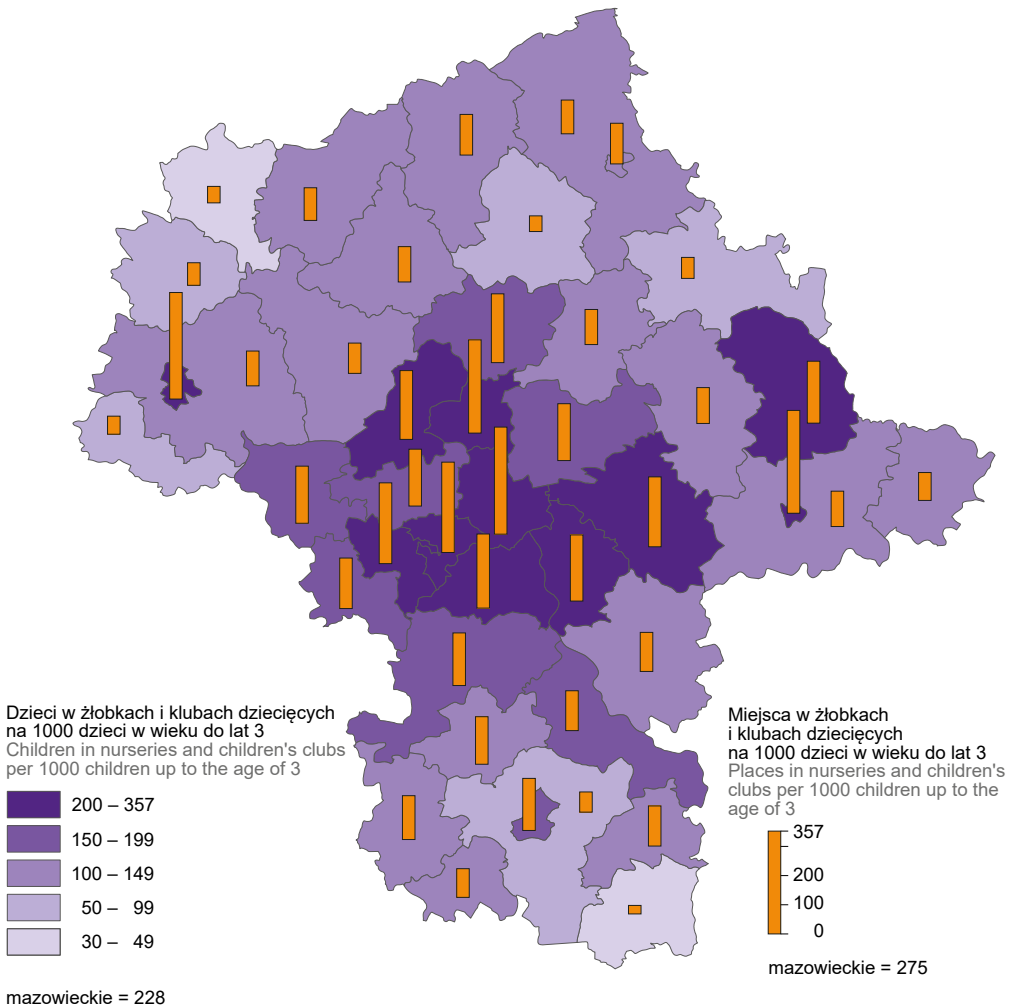 Dzieci w żłobkach i klubach dziecięcych
na 1000 dzieci w wieku do lat 3
Children in nurseries and children's clubs
per 1000 children up to the age of 3
200 – 357
150 – 199
100 – 149
50 – 99
30 – 49
mazowieckie = 228
Miejsca w żłobkach
i klubach dziecięcych
na 1000 dzieci w wieku do lat 3
Places in nurseries and children's
clubs per 1000 children up to the
age of 3
357
200
100
0
mazowieckie = 275